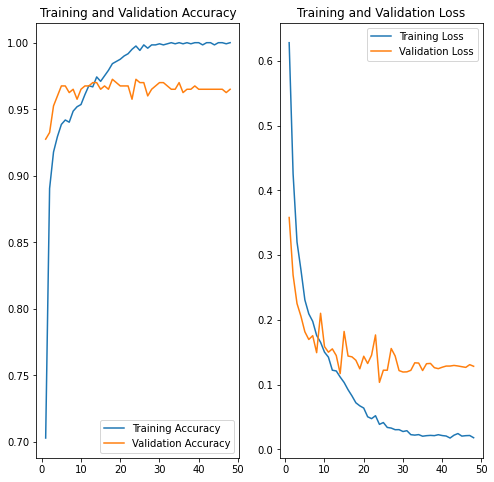 Training and Validation Accuracy
1.00
0.95
0.90
0.85
0.80
0.75
0.70
0 10 20 30 40 50
Training Accuracy
Validation Accuracy
Training and Validation Loss
0.6
0.5
0.4
0.3
0.2
0.1
0.0
0 10 20 30 40 50
Training Loss
Validation Loss